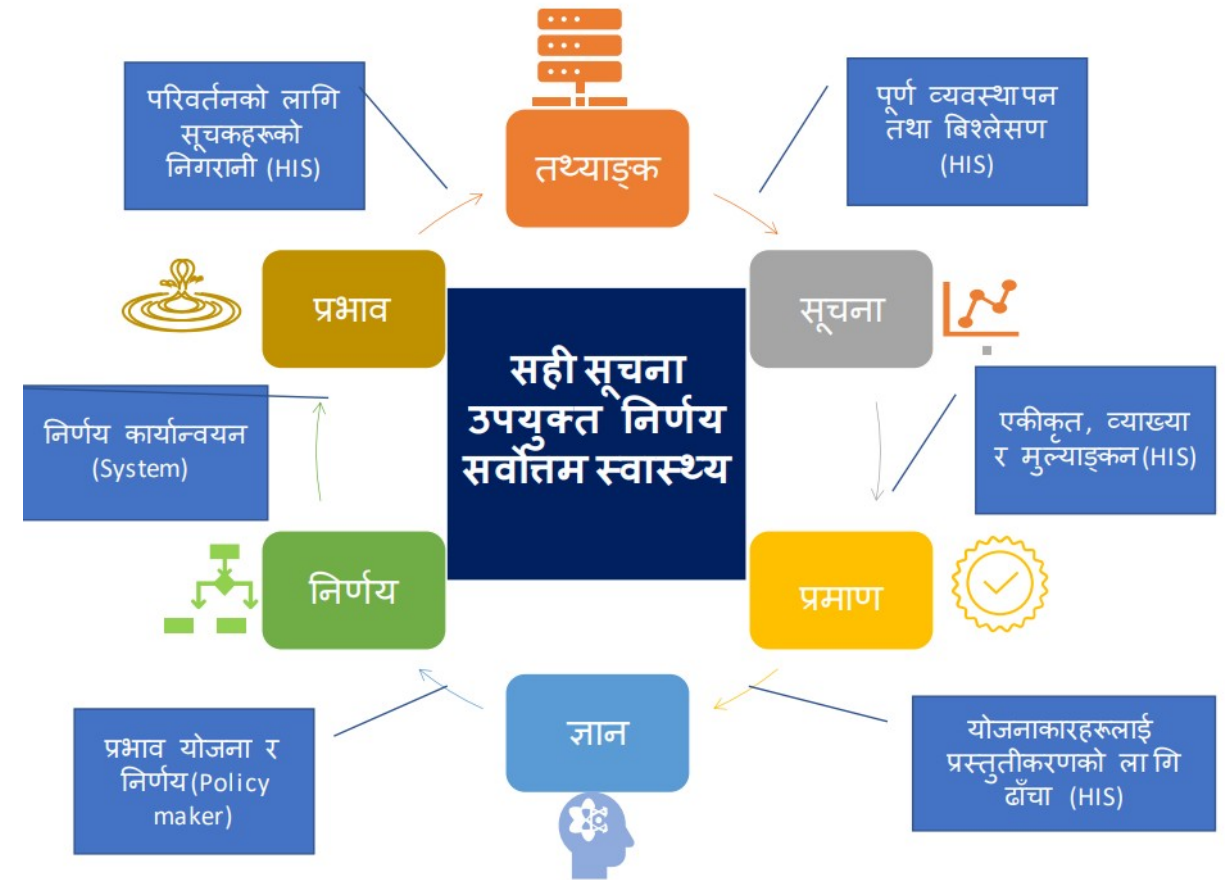 तथ्याङ्क
पूर्ण व्यवस्थापन
तथा बिश्लेसण
(HIS)
सूचना
एकीकृत, व्याख्या
र मुल्याङ्कन(HIS)
प्रमाण
योजनाकारहरूलाई
प्रस्तुतीकरणको लागि
ढाँचा (HIS)
ज्ञान
प्रभाव योजना र
निर्णय(Policy
maker)
निर्णय
निर्णय कार्यान्वयन
(System)
प्रभाव
परिवर्तनको लागि
सूचकहरूको
निगरानी (HIS)
सही सूचना
उपयुक्त निर्णय
सर्वोत्तम स्वास्थ्य